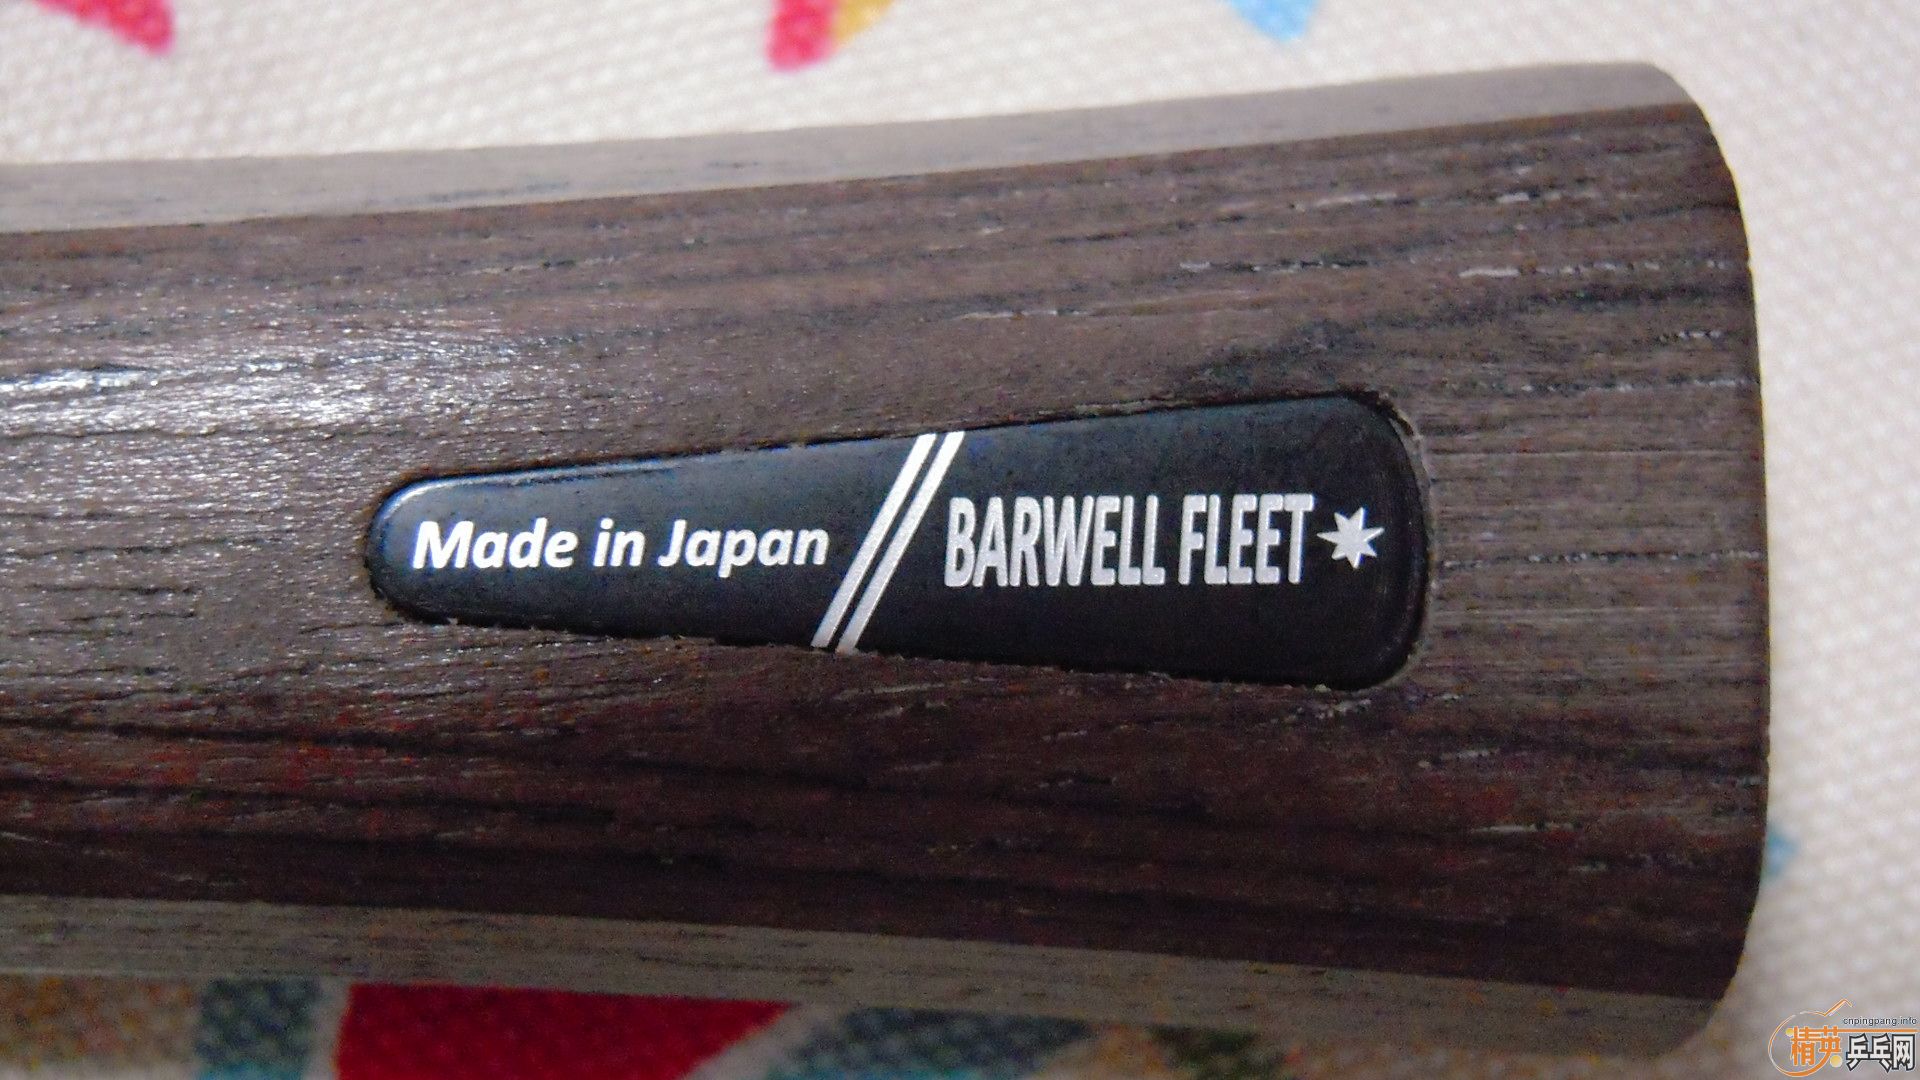 Made in Japan
BARWELL FLEET
cnpingpang.info
精英乒乓网